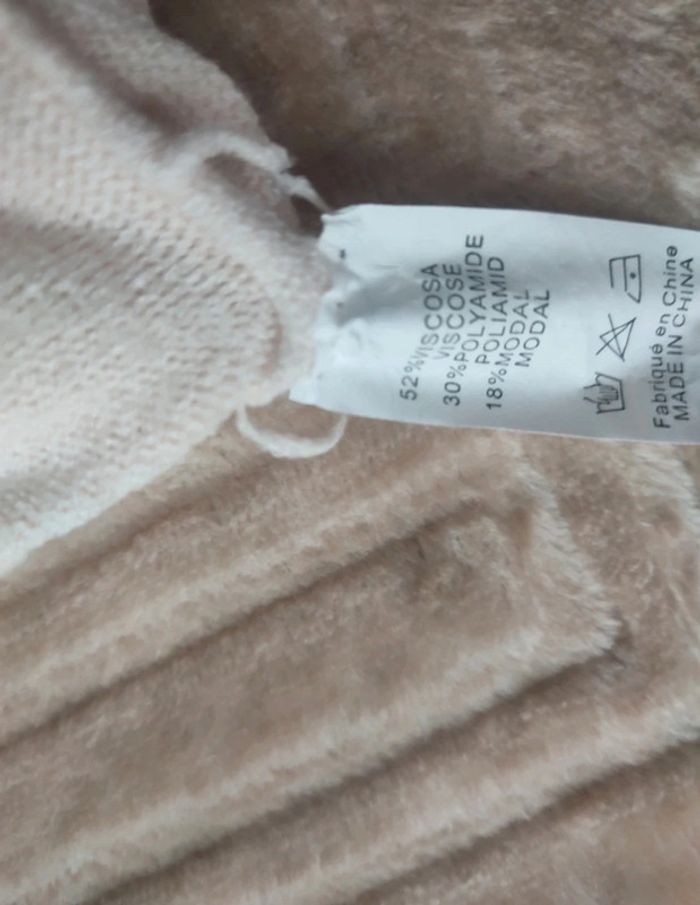 52%VISCOSA
VISCOSE
30%POLYAMIDE
POLIAMID
18%MODAL
MODAL
Fabriqué en Chine
MADE IN CHINA